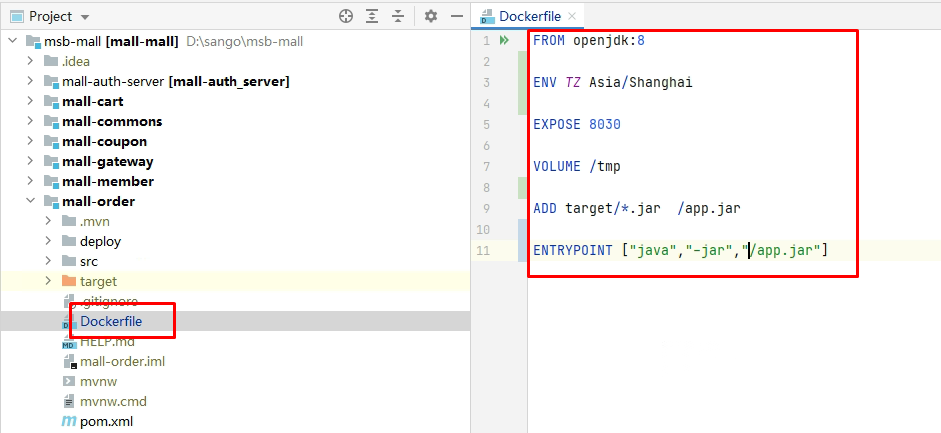 Project
Dockerfile
msb-mall [mall-mall] D:\sango\msb-mall
.idea
mall-auth-server [mall-auth_server]
mall-cart
mall-commons
mall-coupon
mall-gateway
mall-member
mall-order
.mvn
deploy
src
target
.gitignore
Dockerfile
HELP.md
mall-order.iml
mvnw
mvnw.cmd
pom.xml
1 FROM openjdk:8
2
3 ENV TZ Asia/Shanghai
4
5 EXPOSE 8030
6
7 VOLUME /tmp
8
9 ADD target/*.jar /app.jar
10
11 ENTRYPOINT ["java","-jar","/app.jar"]